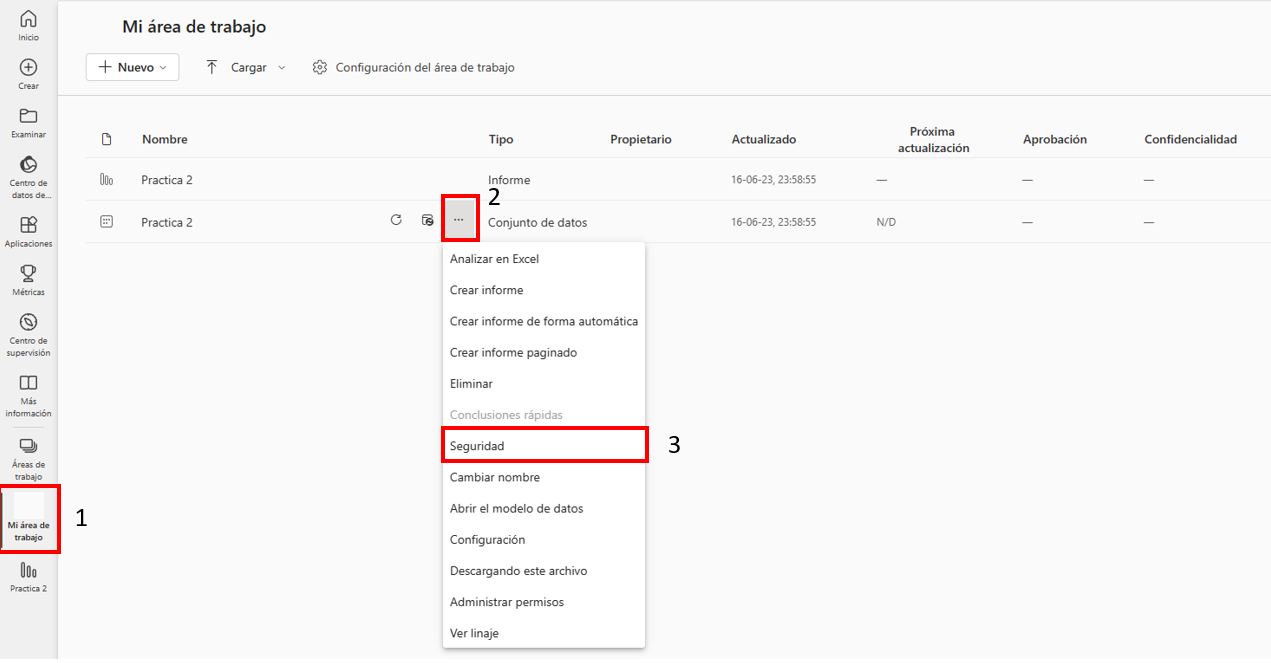 Inicio
Crear
Examinar
Centro de
datos de...
Aplicaciones
Métricas
Centro de
supervisión
Más
información
Áreas de
trabajo
Mi área de
trabajo
1
Practica 2
Mi área de trabajo
Nuevo
Cargar
Configuración del área de trabajo
Nombre
Tipo
Propietario
Actualizado
Próxima
actualización
Aprobación
Confidencialidad
Practica 2
Informe
16-06-23, 23:58:55
—
—
—
2
Practica 2
...
Conjunto de datos
16-06-23, 23:58:55
N/D
—
—
Analizar en Excel
Crear informe
Crear informe de forma automática
Crear informe paginado
Eliminar
Conclusiones rápidas
Seguridad
3
Cambiar nombre
Abrir el modelo de datos
Configuración
Descargando este archivo
Administrar permisos
Ver linaje